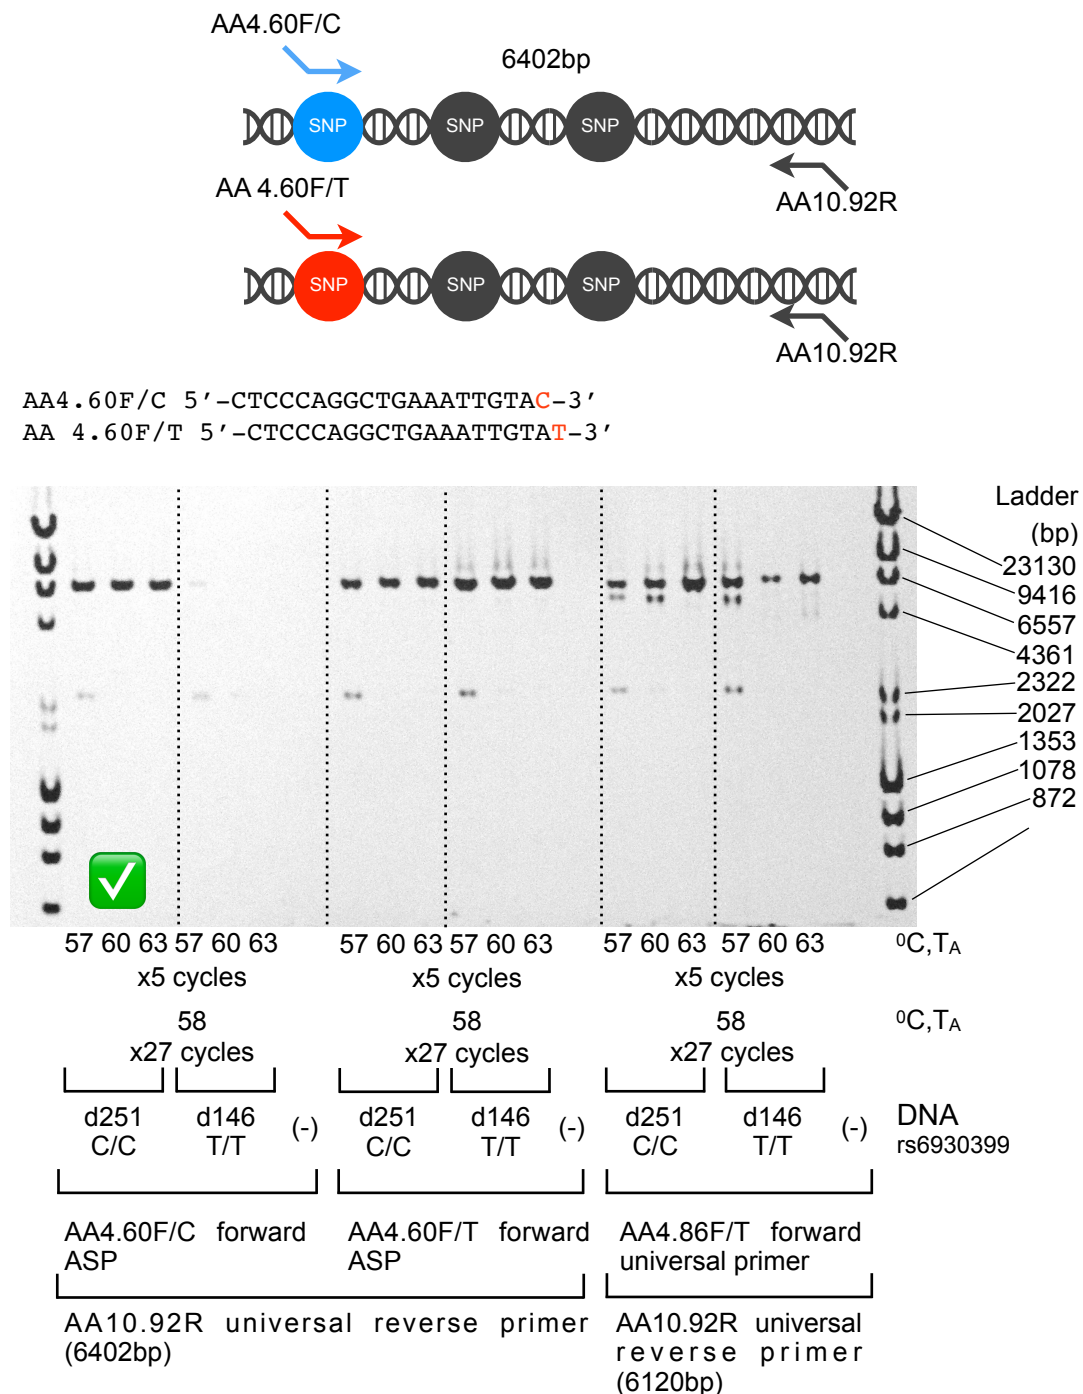 AA4.60F/C
6402bp
SNP SNP SNP
AA 4.60F/T
AA10.92R
SNP SNP SNP
AA10.92R
AA4.60F/C 5′-CTCCCAGGCTGAAATTGTAC-3′
AA 4.60F/T 5′-CTCCCAGGCTGAAATTGTAT-3′
Ladder
(bp)
23130
9416
6557
4361
2322
2027
1353
1078
872
57 60 63 57 60 63 57 60 63 57 60 63 57 60 63 57 60 63 ⁰C,TA
x5 cycles x5 cycles x5 cycles
58 58 58 ⁰C,TA
x27 cycles x27 cycles x27 cycles
d251 d146 (-) d251 d146 (-) d251 d146 (-) DNA
C/C T/T C/C T/T C/C T/T rs6930399
AA4.60F/C forward AA4.60F/T forward AA4.86F/T forward
ASP ASP universal primer
AA10.92R universal reverse primer AA10.92R universal
(6402bp) reverse primer
(6120bp)